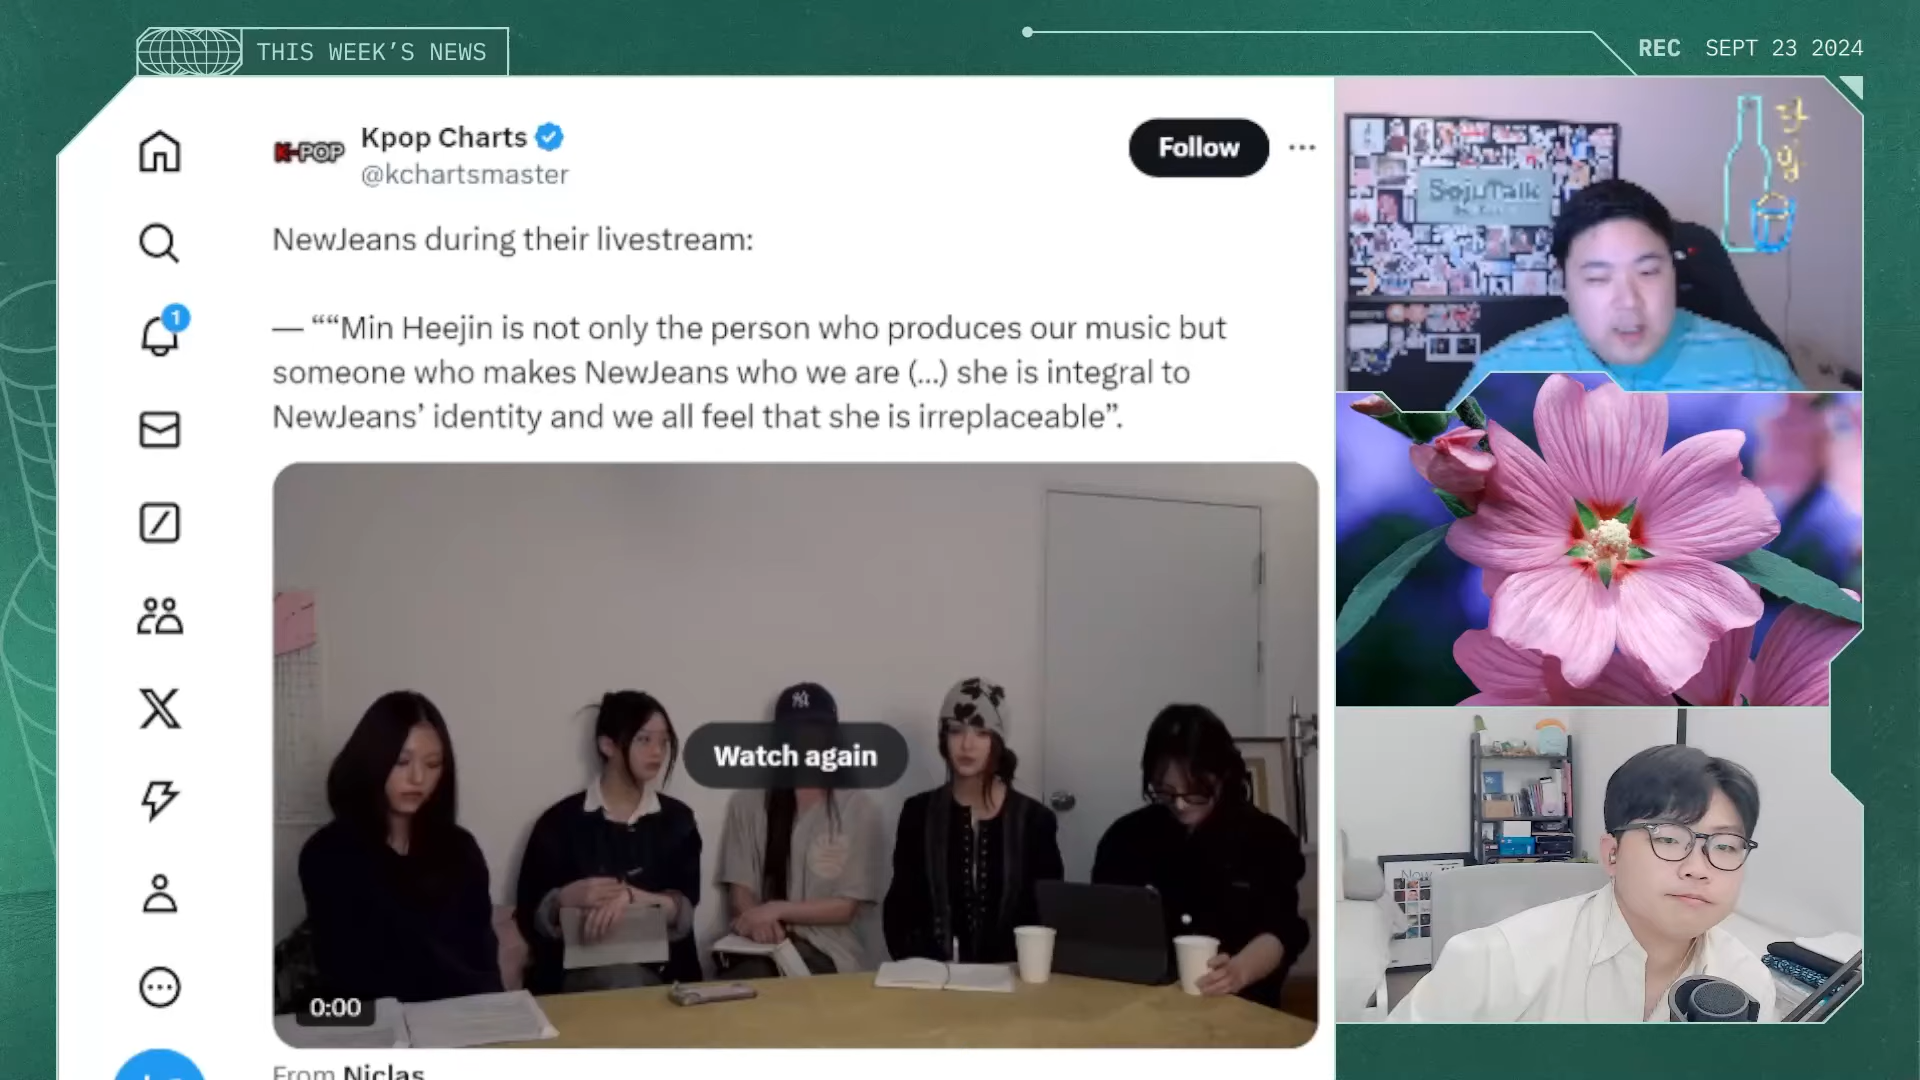 THIS WEEK’S NEWS
REC SEPT 23 2024
K-POP
Kpop Charts
@kchartsmaster
Follow
NewJeans during their livestream:
— ““Min Heejin is not only the person who produces our music but
someone who makes NewJeans who we are (...) she is integral to
NewJeans’ identity and we all feel that she is irreplaceable”.
1
Watch again
0:00
From Niclas
SojuTalk
NY
Now